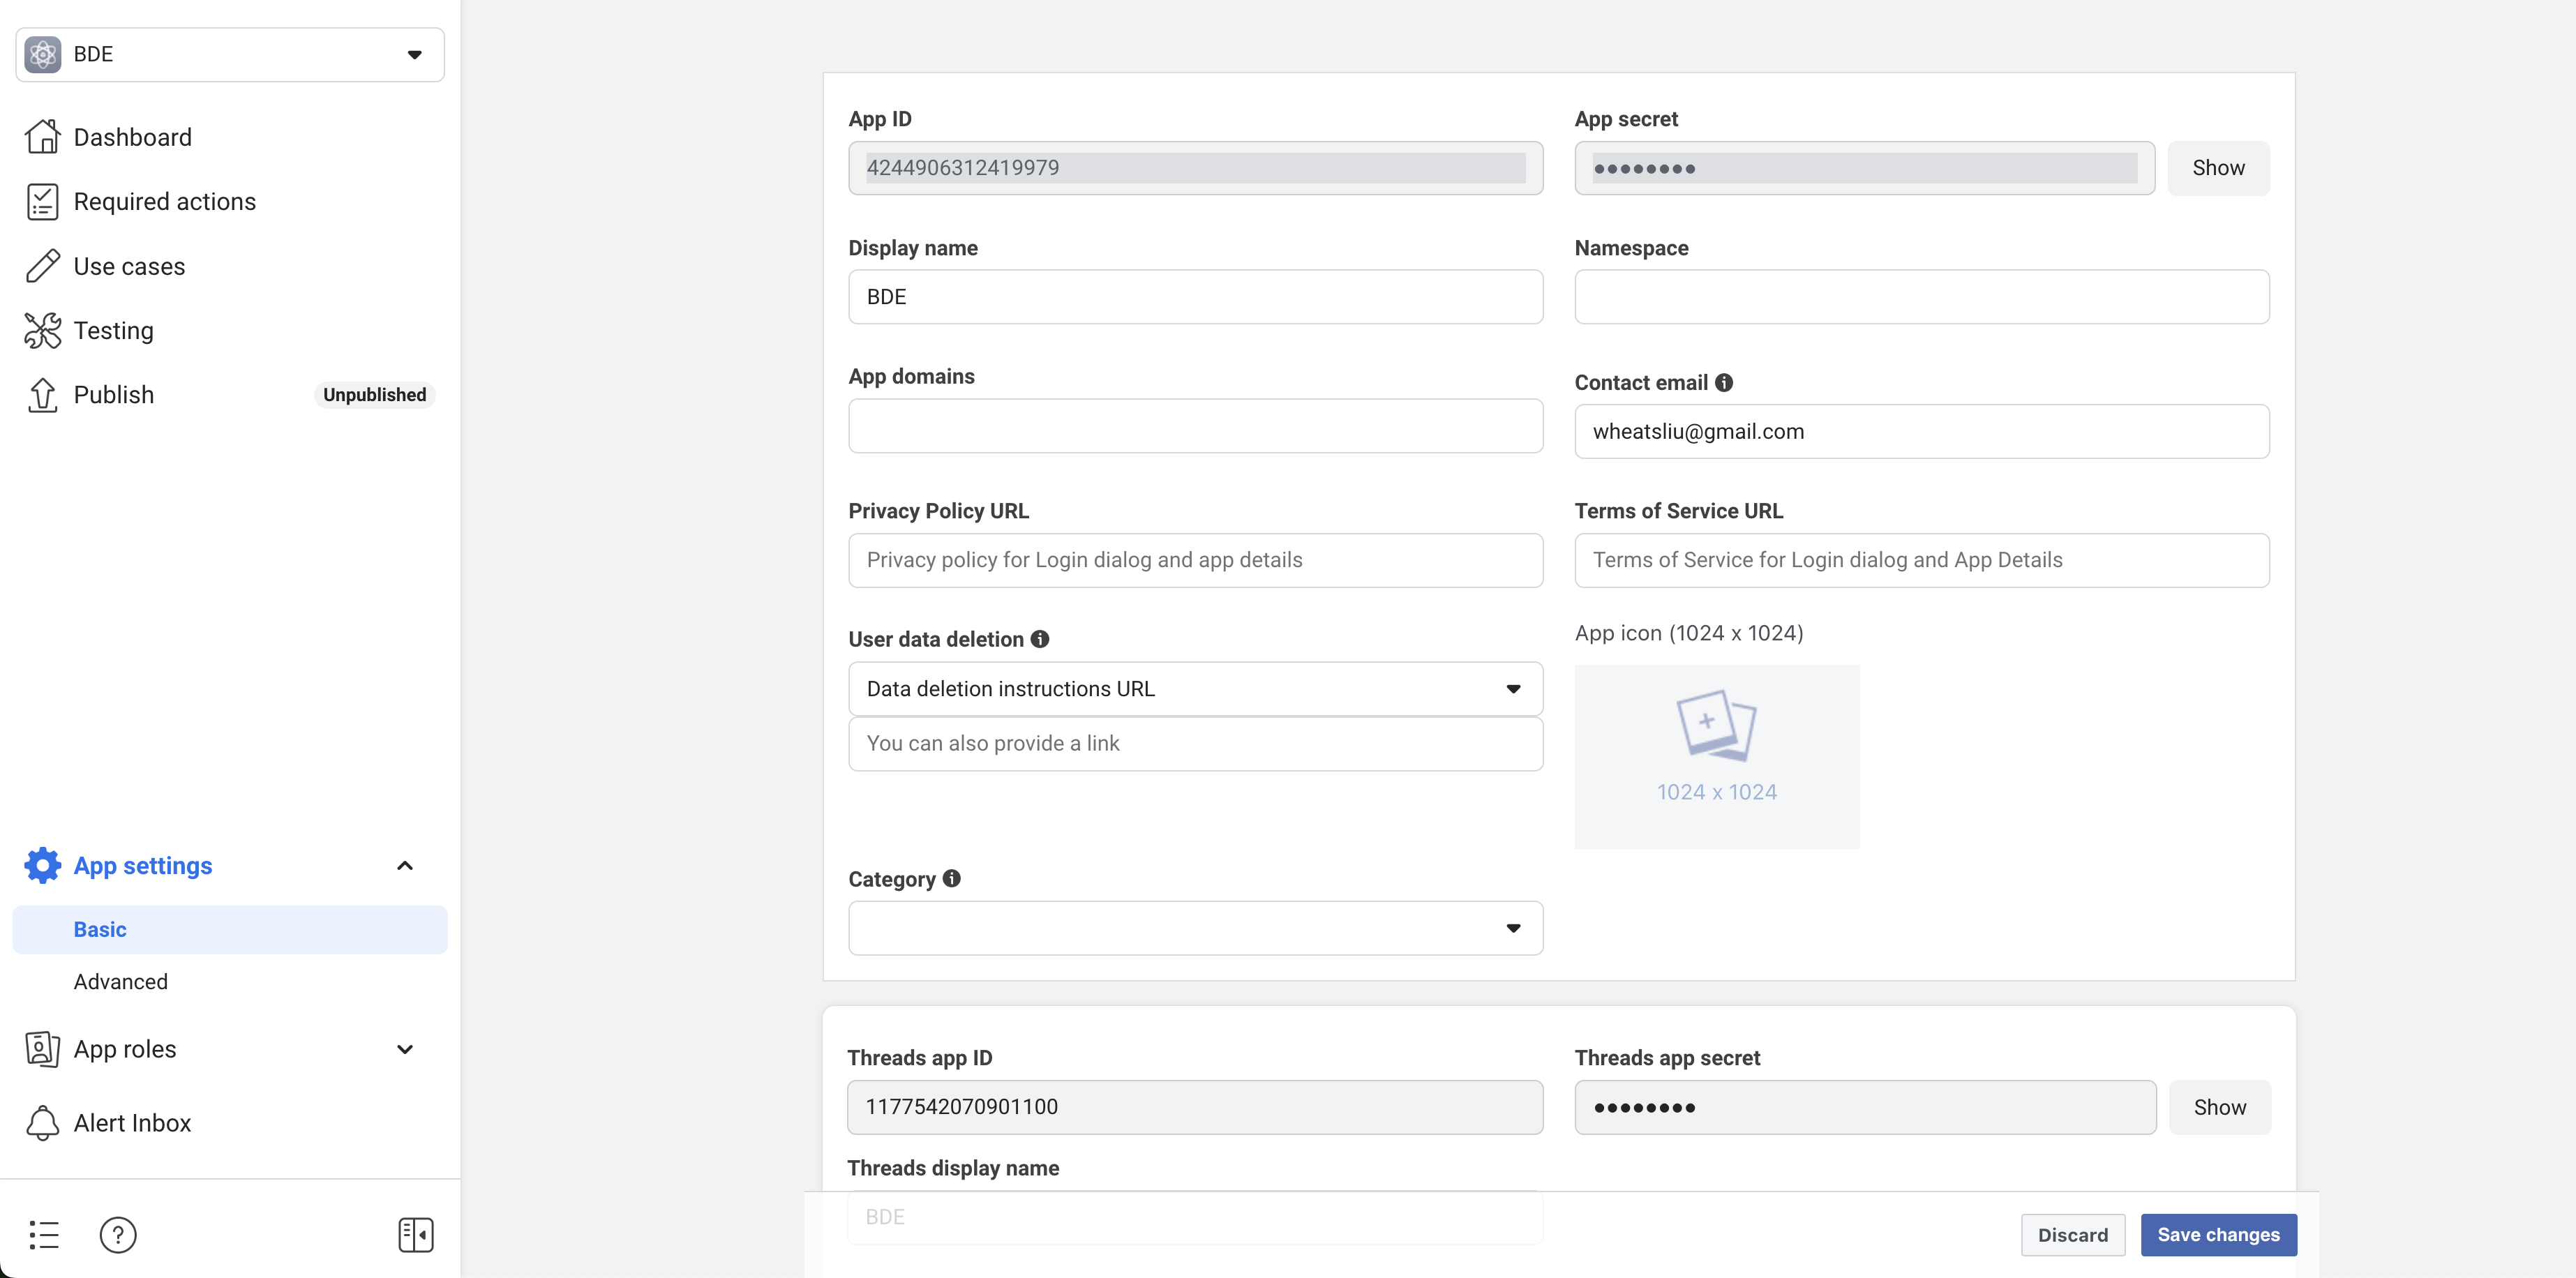 BDE
Dashboard
Required actions
Use cases
Testing
Publish
Unpublished
App settings
Basic
Advanced
App roles
Alert Inbox
App ID
4244906312419979
App secret
••••••••
Show
Display name
BDE
Namespace
App domains
Contact email
wheatsliu@gmail.com
Privacy Policy URL
Privacy policy for Login dialog and app details
Terms of Service URL
Terms of Service for Login dialog and App Details
User data deletion
Data deletion instructions URL
You can also provide a link
App icon (1024 x 1024)
1024 x 1024
Category
Threads app ID
1177542070901100
Threads app secret
••••••••
Show
Threads display name
BDE
Discard
Save changes